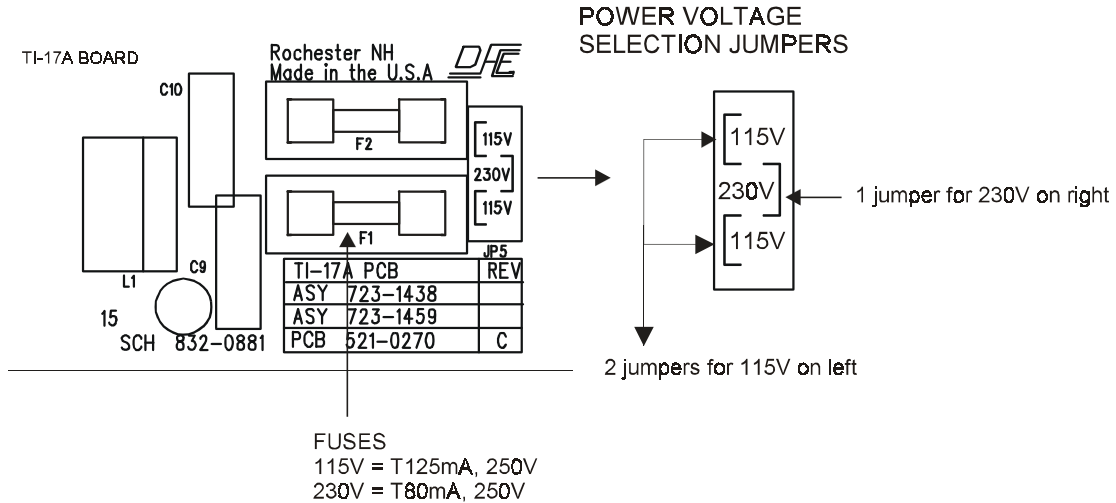 POWER VOLTAGE
SELECTION JUMPERS
TI-17A BOARD
Rochester NH
Made in the U.S.A
DFE
C10
F2
115V
230V
115V
F1
JP5
L1
C9
15
SCH 832-0881
TI-17A PCB REV
ASY 723-1438
ASY 723-1459
PCB 521-0270 C
115V
230V
115V
1 jumper for 230V on right
2 jumpers for 115V on left
FUSES
115V = T125mA, 250V
230V = T80mA, 250V